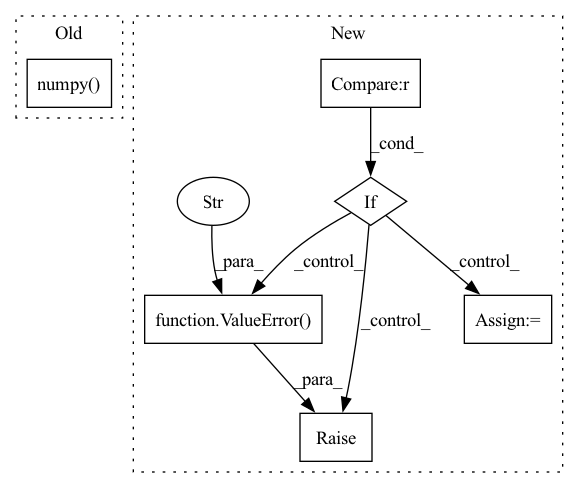 Old
New
numpy()
Compare:r
_cond_
Str
If
_para_
_control_
_control_
function.ValueError()
_control_
Assign:=
_para_
Raise